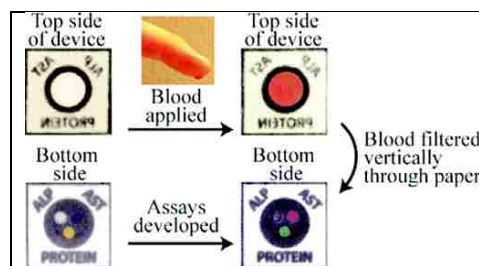 Top side
of device
Top side
of device
AST
ALP
PROTEIN
Blood
applied
AST
ALP
PROTEIN
Blood filtered
vertically
through paper
Bottom
side
Bottom
side
ALP
AST
PROTEIN
Assays
developed
ALP
AST
PROTEIN